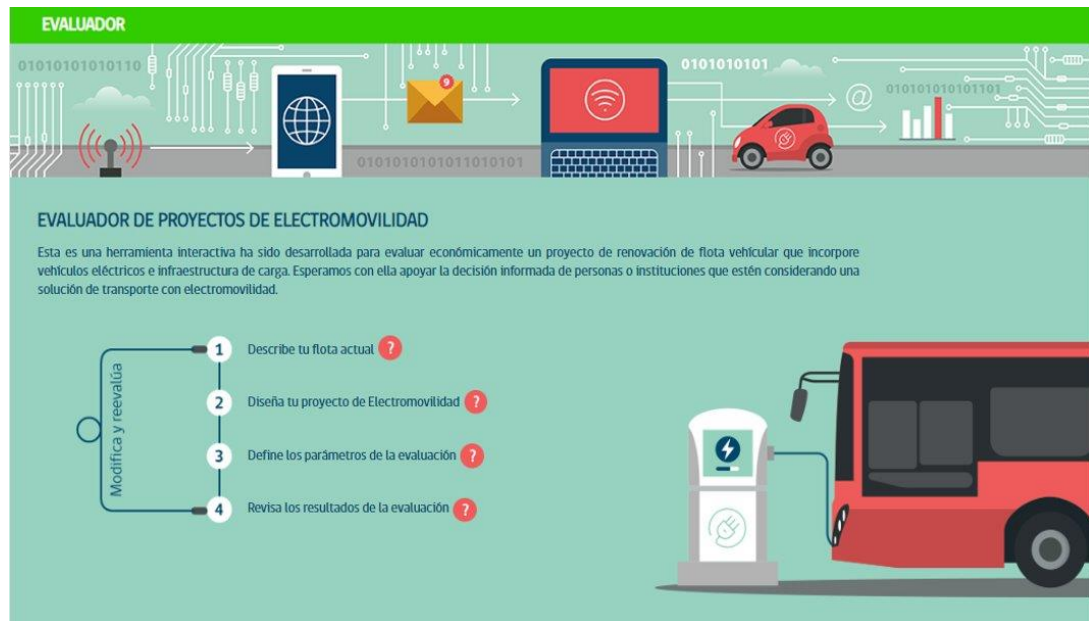 EVALUADOR
01010101010110
9
0101010101
010101010101101
@
01010101010110101​01
EVALUADOR DE PROYECTOS DE ELECTROMOVILIDAD
Esta es una herramienta interactiva ha sido desarrollada para evaluar económicamente un proyecto de renovación de flota vehícular que incorpore
vehículos eléctricos e infraestructura de carga. Esperamos con ella apoyar la decisión informada de personas o instituciones que estén considerando una
solución de transporte con electromovilidad.
Modifica y reevalúa
1 Describe tu flota actual ?
2 Diseña tu proyecto de Electromovilidad ?
3 Define los parámetros de la evaluación ?
4 Revisa los resultados de la evaluación ?